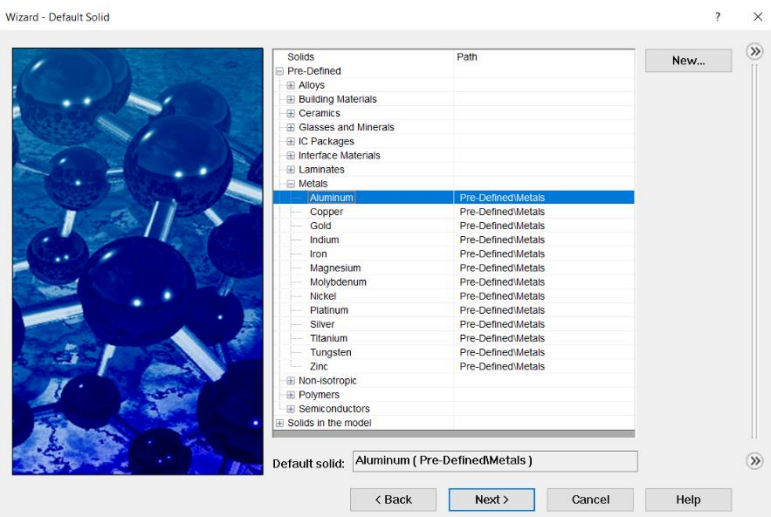 Wizard - Default Solid ? ×
Solids Path
Pre-Defined
Alloys
Building Materials
Ceramics
Glasses and Minerals
IC Packages
Interface Materials
Laminates
Metals
Aluminum Pre-Defined\Metals
Copper Pre-Defined\Metals
Gold Pre-Defined\Metals
Indium Pre-Defined\Metals
Iron Pre-Defined\Metals
Magnesium Pre-Defined\Metals
Molybdenum Pre-Defined\Metals
Nickel Pre-Defined\Metals
Platinum Pre-Defined\Metals
Silver Pre-Defined\Metals
Titanium Pre-Defined\Metals
Tungsten Pre-Defined\Metals
Zinc Pre-Defined\Metals
Non-isotropic
Polymers
Semiconductors
Solids in the model
New...
Default solid: Aluminum ( Pre-Defined\Metals )
< Back Next > Cancel Help